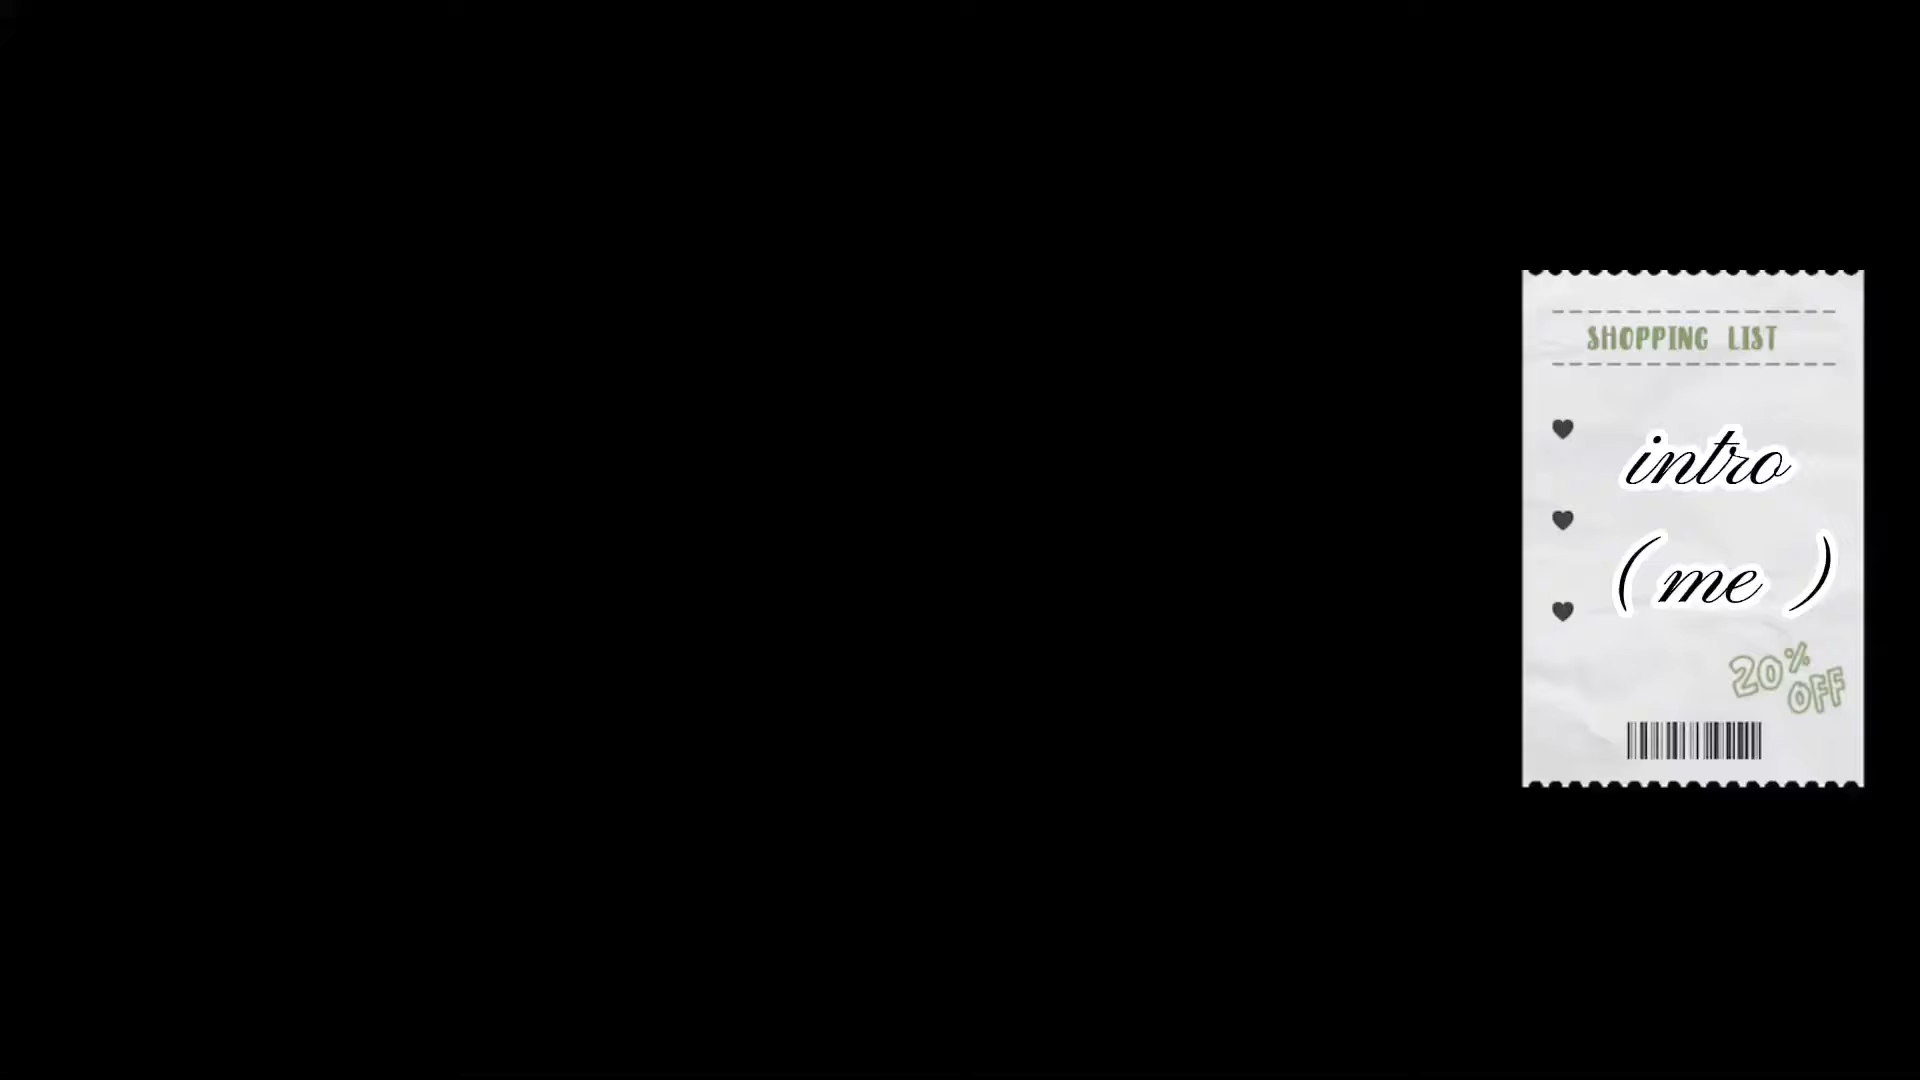 SHOPPING LIST
intro
( me )
20%
OFF